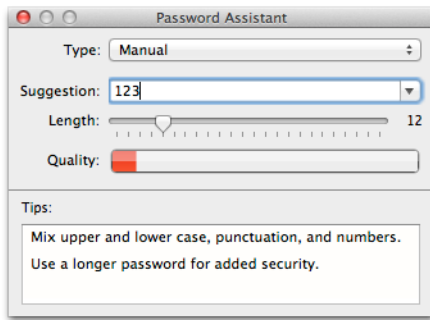 Password Assistant
Type: Manual
Suggestion: 123
Length: 12
Quality:
Tips:
Mix upper and lower case, punctuation, and numbers.
Use a longer password for added security.